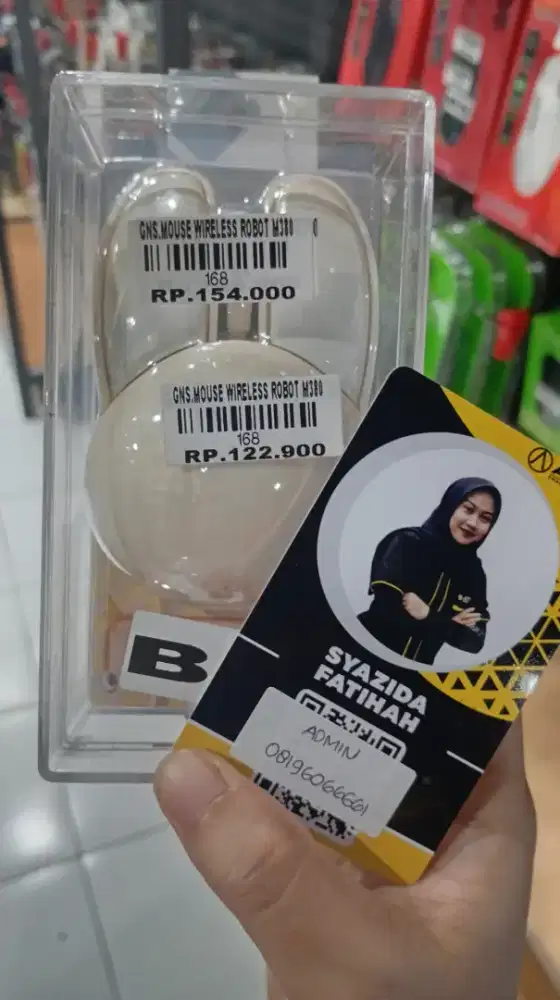 GNS.MOUSE WIRELESS ROBOT M380 0
168
RP.154.000
GNS.MOUSE WIRELESS ROBOT M380
168
RP.122.900
B
SYAZIDA
FATIHAH
ADMIN
08196066661